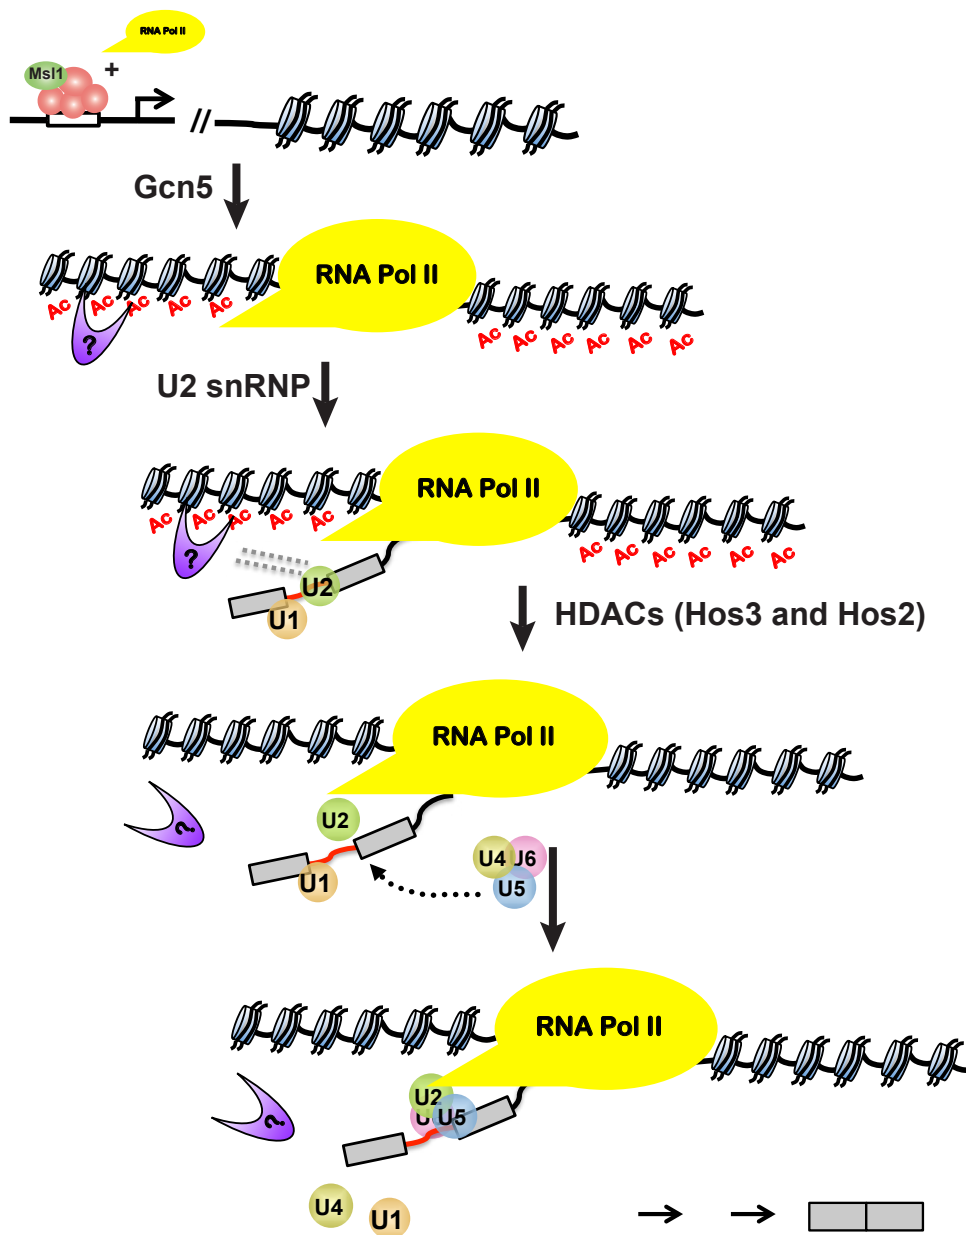 RNA Pol II
Msl1
+
//
Gcn5
RNA Pol II
Ac Ac Ac Ac Ac
?
Ac Ac Ac Ac Ac Ac
U2 snRNP
RNA Pol II
Ac Ac Ac Ac Ac
?
Ac Ac Ac Ac Ac Ac
U2
U1
HDACs (Hos3 and Hos2)
RNA Pol II
?
U2
U4 U6
U1
U5
RNA Pol II
?
U2
U U5
U4
U1